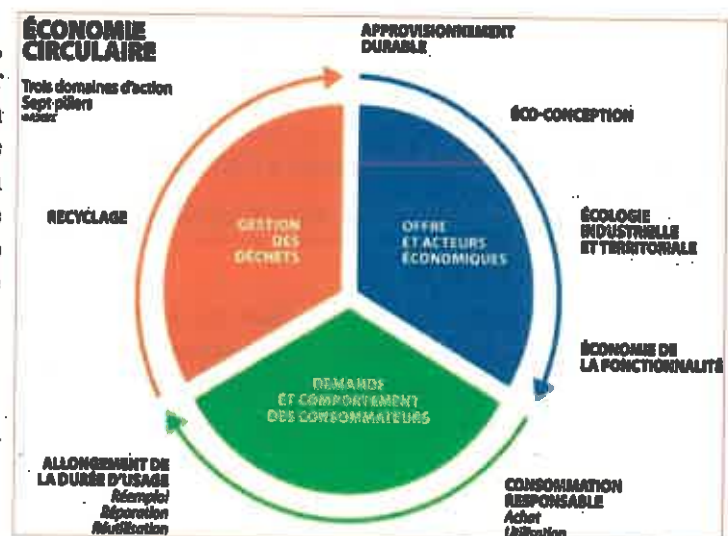 ÉCONOMIE
CIRCULAIRE
Trois domaines d'action
Sept piliers
APPROVISIONNEMENT
DURABLE
ÉCO-CONCEPTION
ÉCOLOGIE
INDUSTRIELLE
ET TERRITORIALE
ÉCONOMIE DE
LA FONCTIONNALITÉ
CONSOMMATION
RESPONSABLE
Achat
Utilisation
ALLONGEMENT DE
LA DURÉE D'USAGE
Réemploi
Réparation
Réutilisation
RECYCLAGE
GESTION
DES
DÉCHETS
OFFRE
ET ACTEURS
ÉCONOMIQUES
DEMANDE
ET COMPORTEMENT
DES CONSOMMATEURS